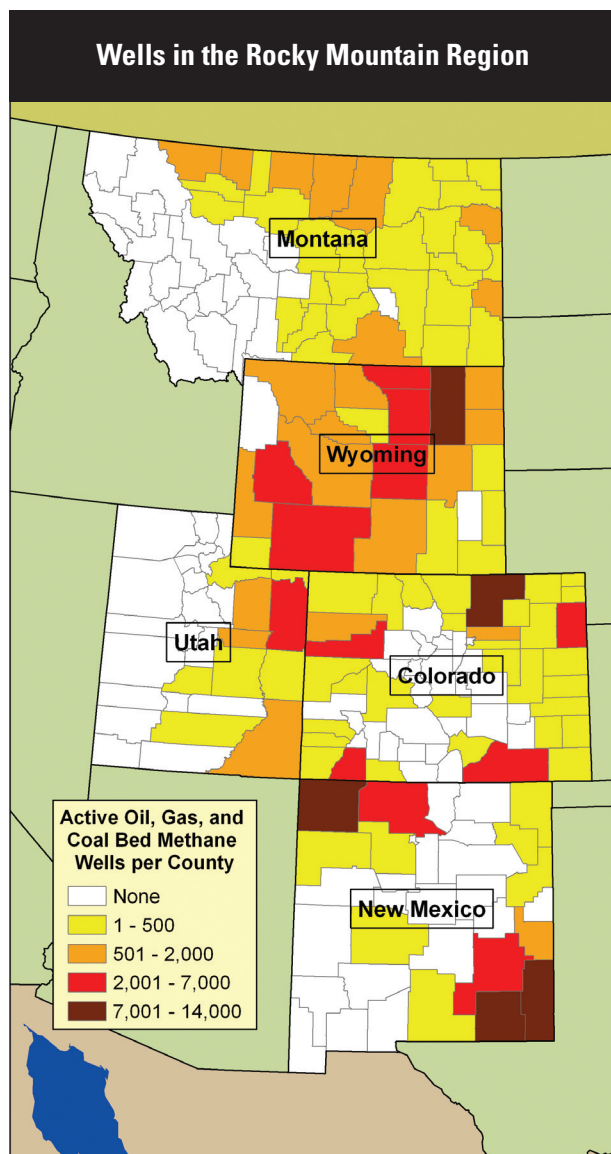 Wells in the Rocky Mountain Region
Montana
Wyoming
Utah
Colorado
New Mexico
Active Oil, Gas, and
Coal Bed Methane
Wells per County
None
1 - 500
501 - 2,000
2,001 - 7,000
7,001 - 14,000